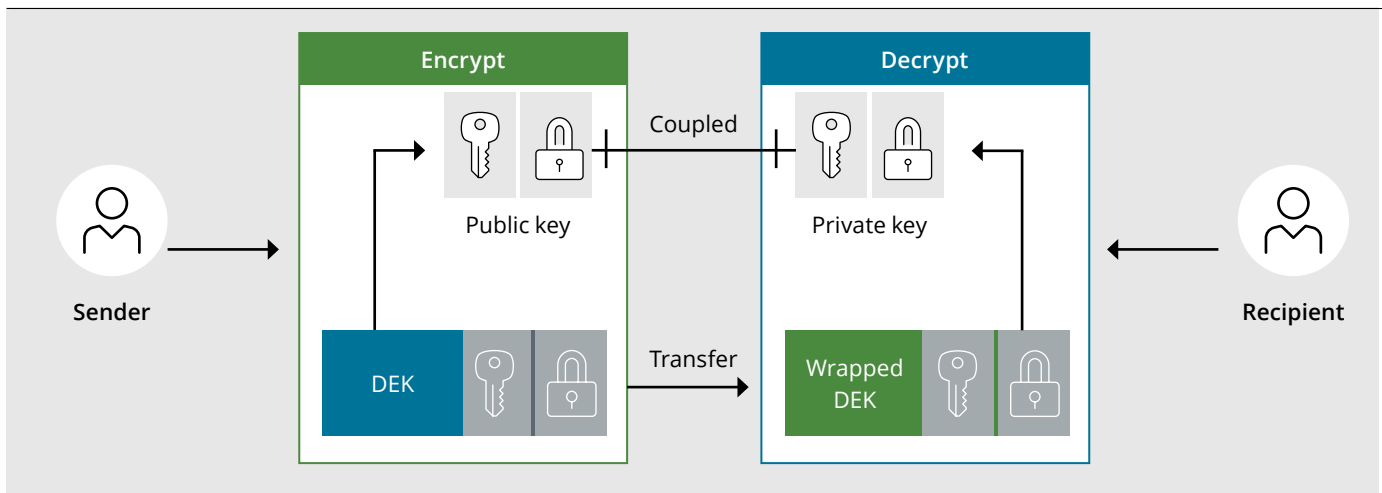 Encrypt
Decrypt
Coupled
Public key
Private key
Sender
Recipient
DEK
Transfer
Wrapped
DEK